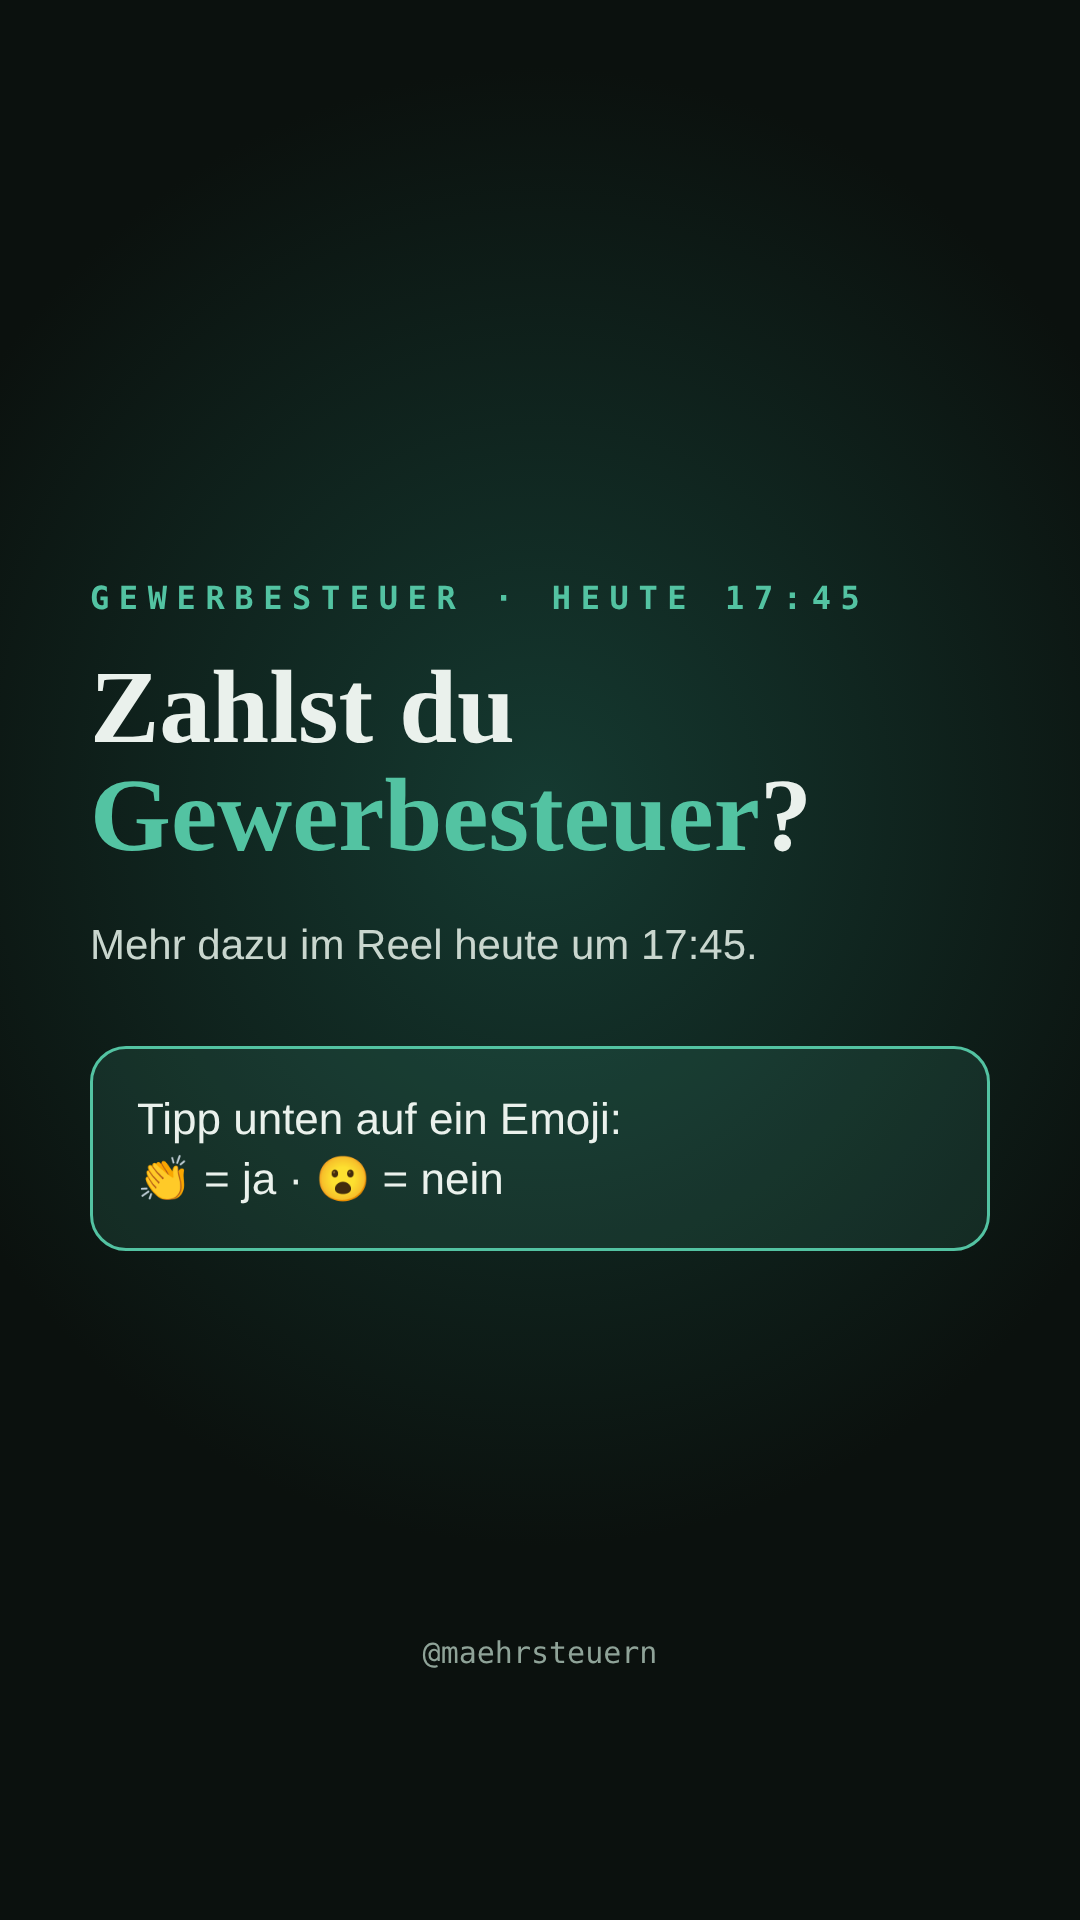 GEWERBESTEUER · HEUTE 17:45
Zahlst du
Gewerbesteuer?
Mehr dazu im Reel heute um 17:45.
Tipp unten auf ein Emoji:
👏 = ja · 😮 = nein
@maehrsteuern